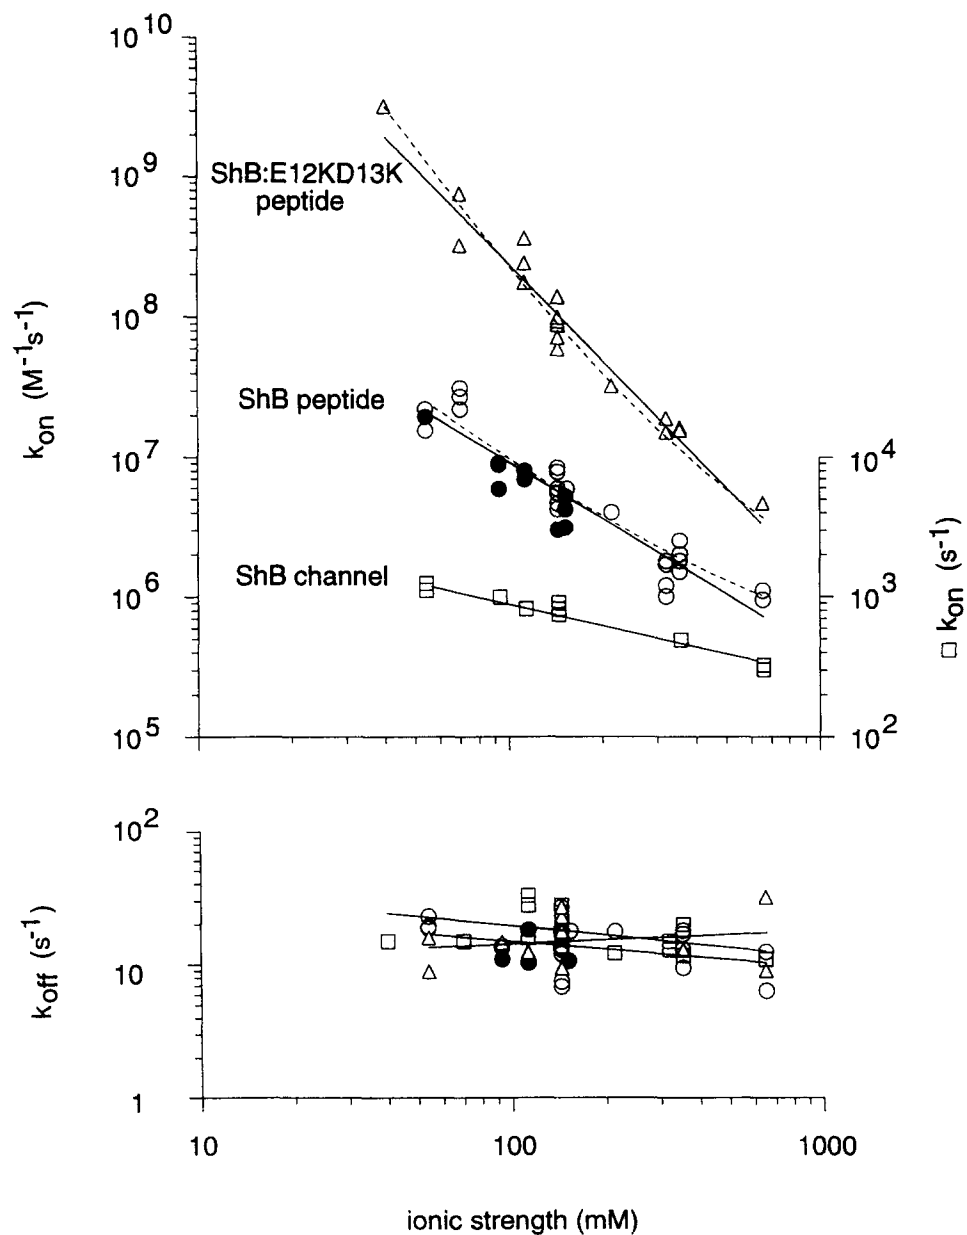 10^10
10^9
ShB:E12KD13K
peptide
10^8
k_on (M^-1 s^-1)
ShB peptide
10^7
10^4
ShB channel
10^6
10^3
□ k_on (s^-1)
10^5
10^2
10^2
k_off (s^-1)
10
1
10
100
1000
ionic strength (mM)